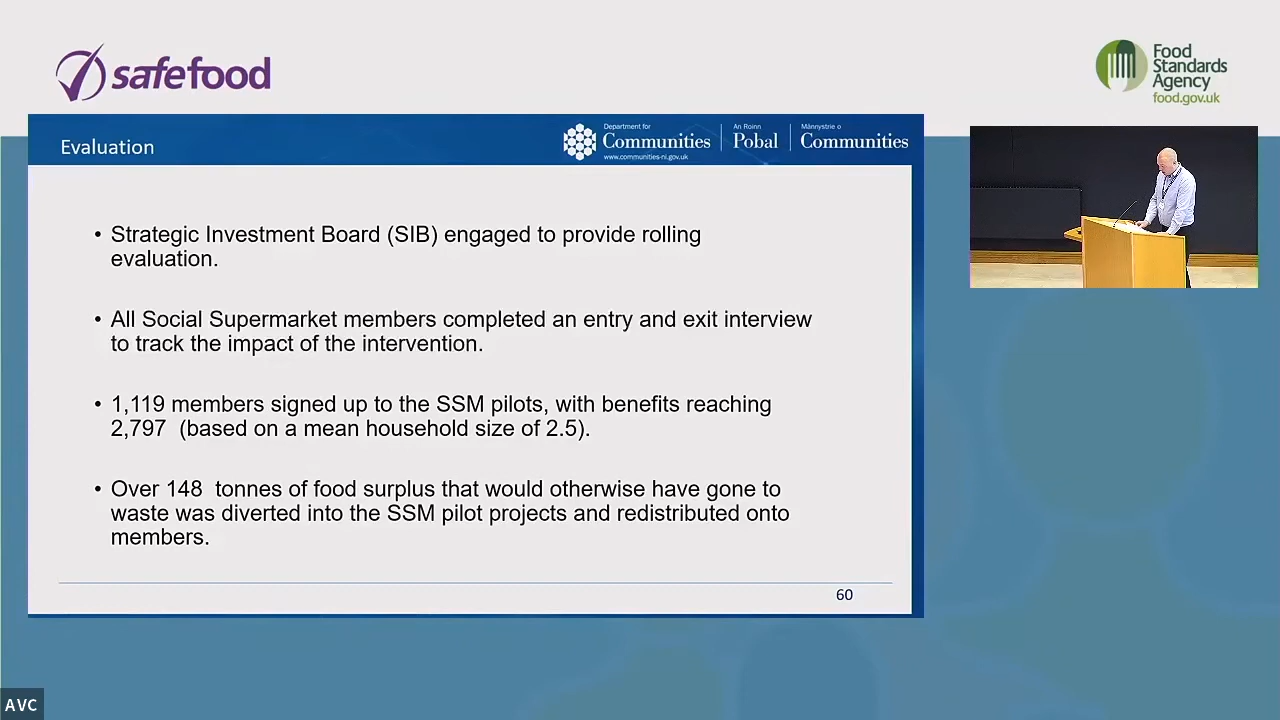 safefood
Food
Standards
Agency
food.gov.uk
Evaluation
Department for
Communities
www.communities-ni.gov.uk
An Roinn
Pobal
Männystrie o
Communities
• Strategic Investment Board (SIB) engaged to provide rolling
evaluation.
• All Social Supermarket members completed an entry and exit interview
to track the impact of the intervention.
• 1,119 members signed up to the SSM pilots, with benefits reaching
2,797 (based on a mean household size of 2.5).
• Over 148 tonnes of food surplus that would otherwise have gone to
waste was diverted into the SSM pilot projects and redistributed onto
members.
60
AVC